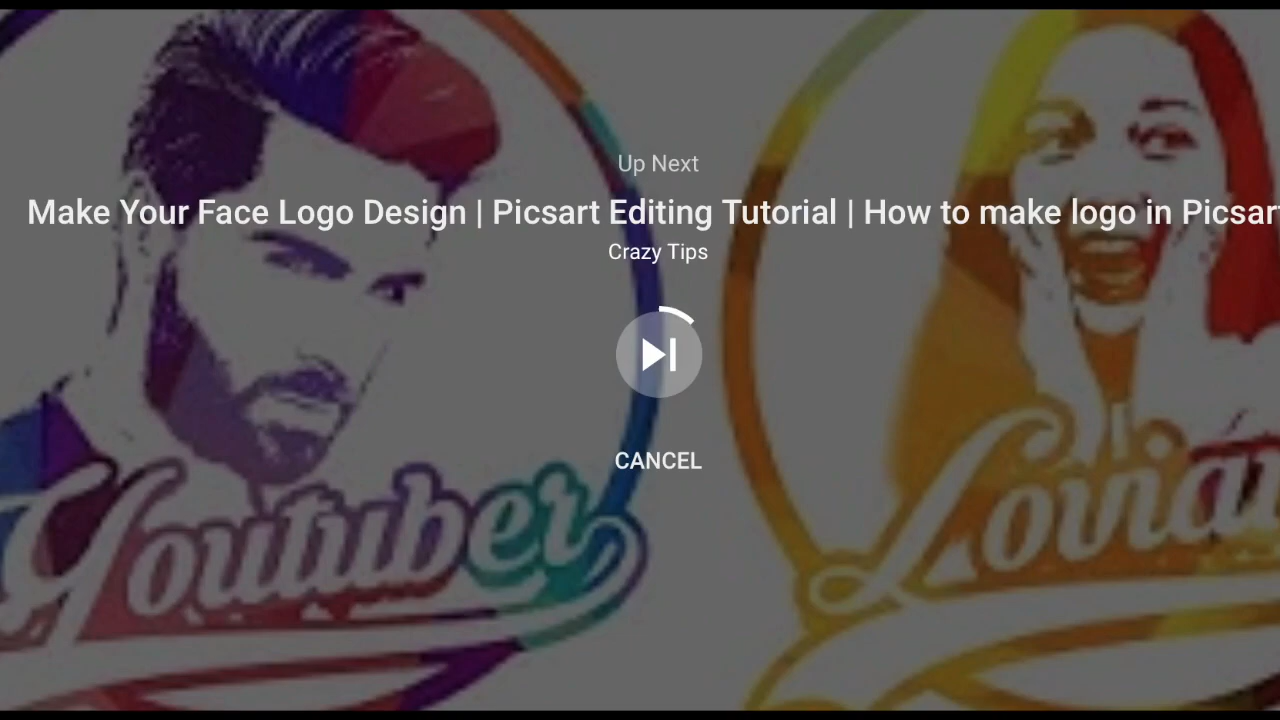 Up Next
Make Your Face Logo Design | Picsart Editing Tutorial | How to make logo in Picsart
Crazy Tips
CANCEL
Youtuber